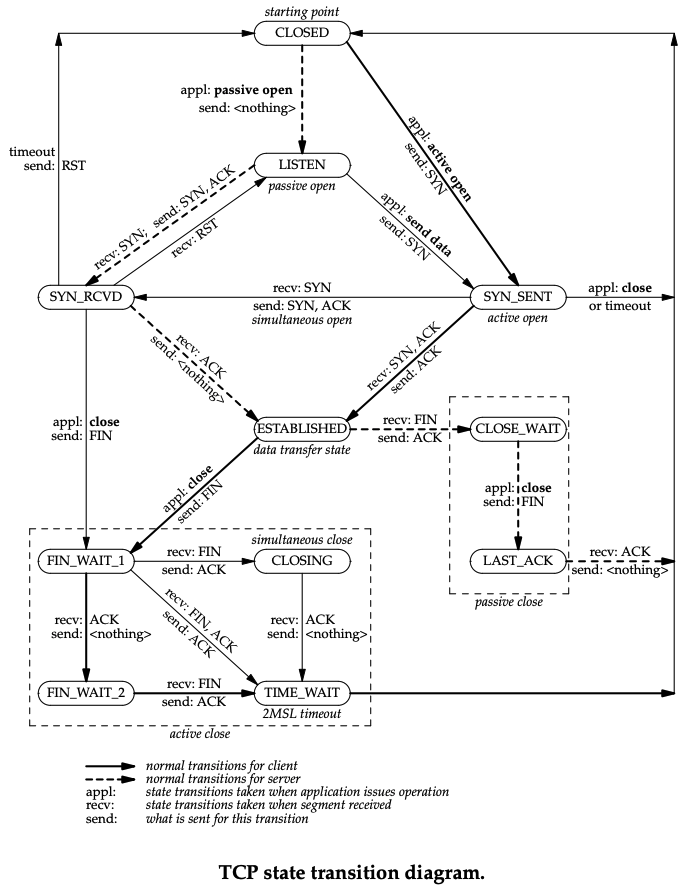 starting point
CLOSED
appl: passive open
send: <nothing>
appl: active open
send: SYN
timeout
send: RST
LISTEN
passive open
recv: SYN; send: SYN, ACK
recv: RST
appl: send data
send: SYN
SYN_RCVD
recv: SYN
send: SYN, ACK
simultaneous open
SYN_SENT
active open
appl: close
or timeout
recv: ACK
send: <nothing>
recv: SYN, ACK
send: ACK
appl: close
send: FIN
ESTABLISHED
data transfer state
recv: FIN
send: ACK
CLOSE_WAIT
appl: close
send: FIN
appl: close
send: FIN
LAST_ACK
recv: ACK
send: <nothing>
passive close
FIN_WAIT_1
recv: FIN
send: ACK
simultaneous close
CLOSING
recv: ACK
send: <nothing>
recv: FIN, ACK
send: ACK
recv: ACK
send: <nothing>
FIN_WAIT_2
recv: FIN
send: ACK
TIME_WAIT
2MSL timeout
active close
normal transitions for client
normal transitions for server
appl: state transitions taken when application issues operation
recv: state transitions taken when segment received
send: what is sent for this transition
TCP state transition diagram.